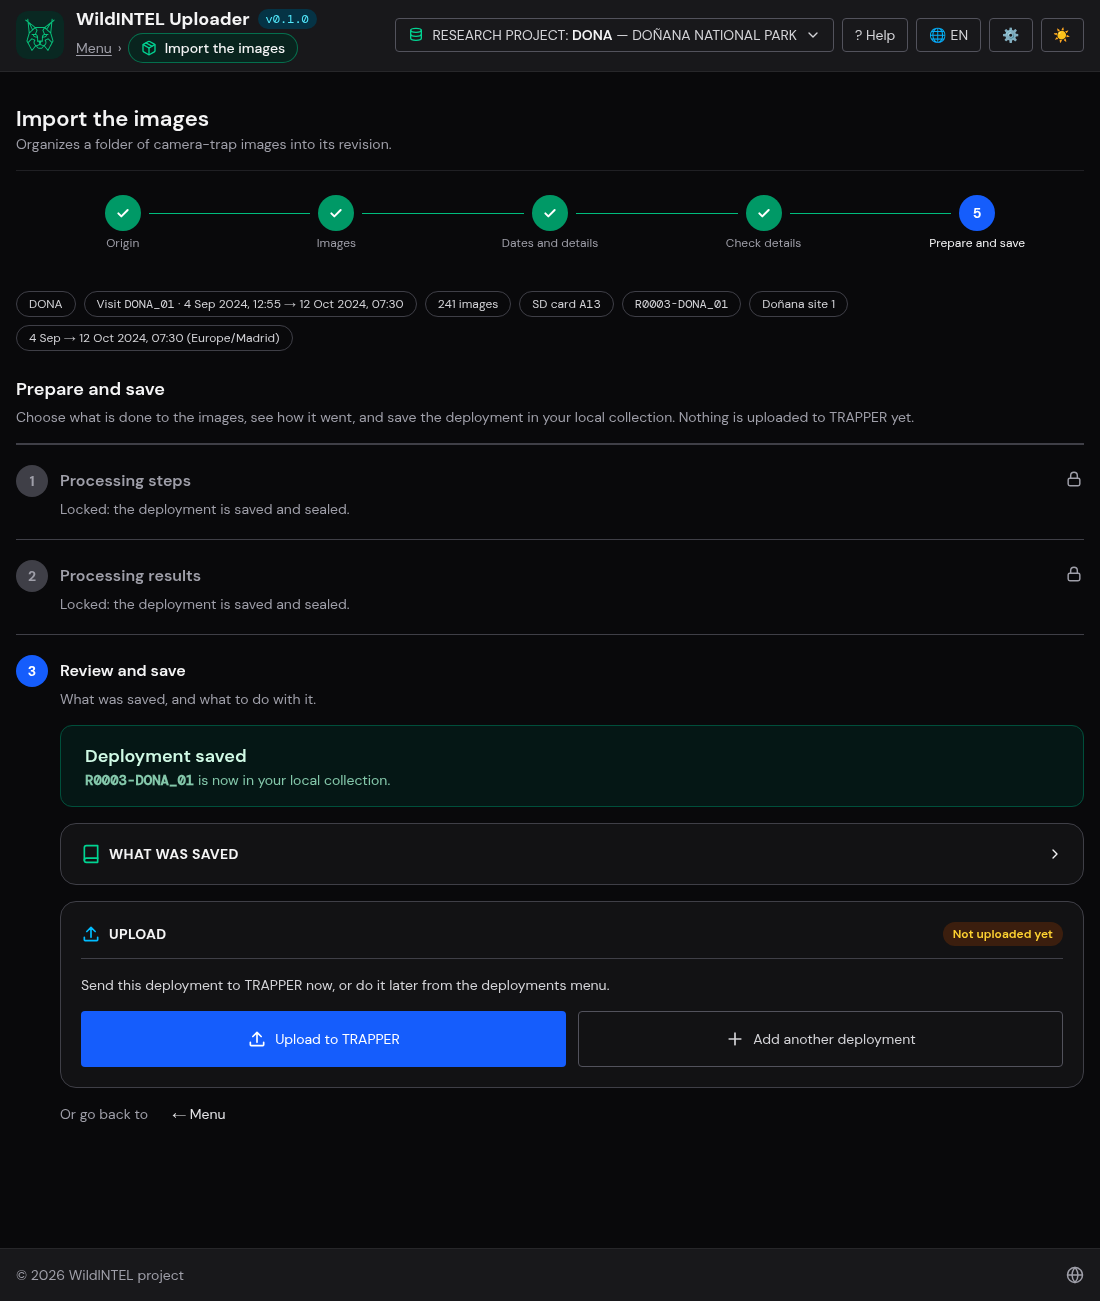 WildINTEL Uploader v0.1.0
Menu › Import the images
RESEARCH PROJECT: DONA — DOÑANA NATIONAL PARK
? Help
EN
Import the images
Organizes a folder of camera-trap images into its revision.
5
Origin
Images
Dates and details
Check details
Prepare and save
DONA
Visit DONA_01 · 4 Sep 2024, 12:55 → 12 Oct 2024, 07:30
241 images
SD card A13
R0003-DONA_01
Doñana site 1
4 Sep → 12 Oct 2024, 07:30 (Europe/Madrid)
Prepare and save
Choose what is done to the images, see how it went, and save the deployment in your local collection. Nothing is uploaded to TRAPPER yet.
1 Processing steps
Locked: the deployment is saved and sealed.
2 Processing results
Locked: the deployment is saved and sealed.
3 Review and save
What was saved, and what to do with it.
Deployment saved
R0003-DONA_01 is now in your local collection.
WHAT WAS SAVED
UPLOAD
Not uploaded yet
Send this deployment to TRAPPER now, or do it later from the deployments menu.
Upload to TRAPPER
+ Add another deployment
Or go back to ← Menu
© 2026 WildINTEL project